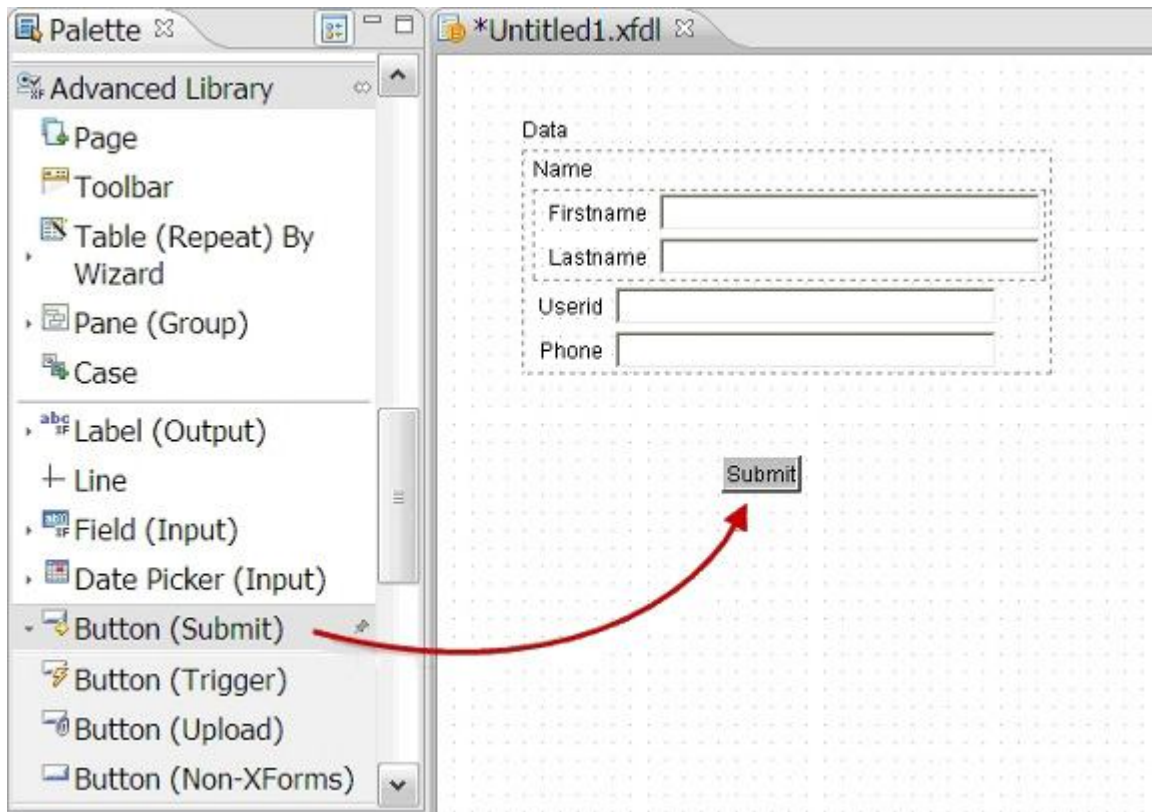 Palette
*Untitled1.xfdl
Advanced Library
Page
Toolbar
Table (Repeat) By
Wizard
Pane (Group)
Case
Label (Output)
Line
Field (Input)
Date Picker (Input)
Button (Submit)
Button (Trigger)
Button (Upload)
Button (Non-XForms)
Data
Name
Firstname
Lastname
Userid
Phone
Submit